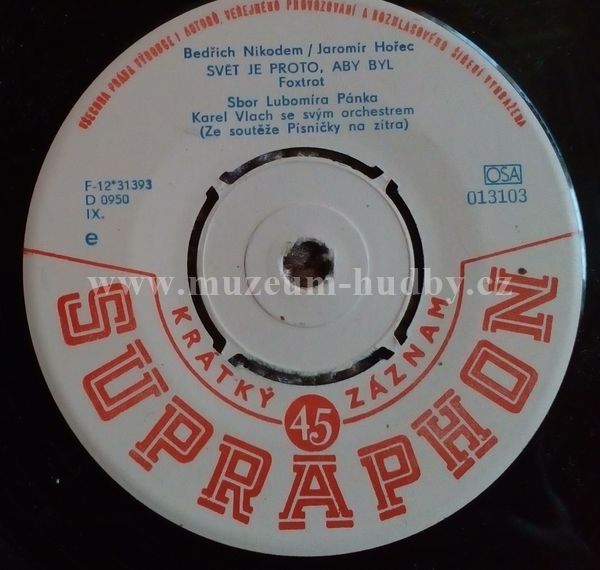 VŠECHNA PRÁVA VÝROBCE I AUTORŮ, VEŘEJNÉHO PROVOZOVÁNÍ A ROZHLASOVÉHO ŠÍŘENÍ VYHRAŽENA
Bedřich Nikodem / Jaromír Hořec
SVĚT JE PROTO, ABY BYL
Foxtrot
Sbor Lubomíra Pánka
Karel Vlach se svým orchestrem
(Ze soutěže Písničky na zítra)
F-12*31393
D 0950
IX.
e
OSA
013103
www.muzeum-hudby.cz
KRÁTKÝ 45 ZÁZNAM
SUPRAPHON